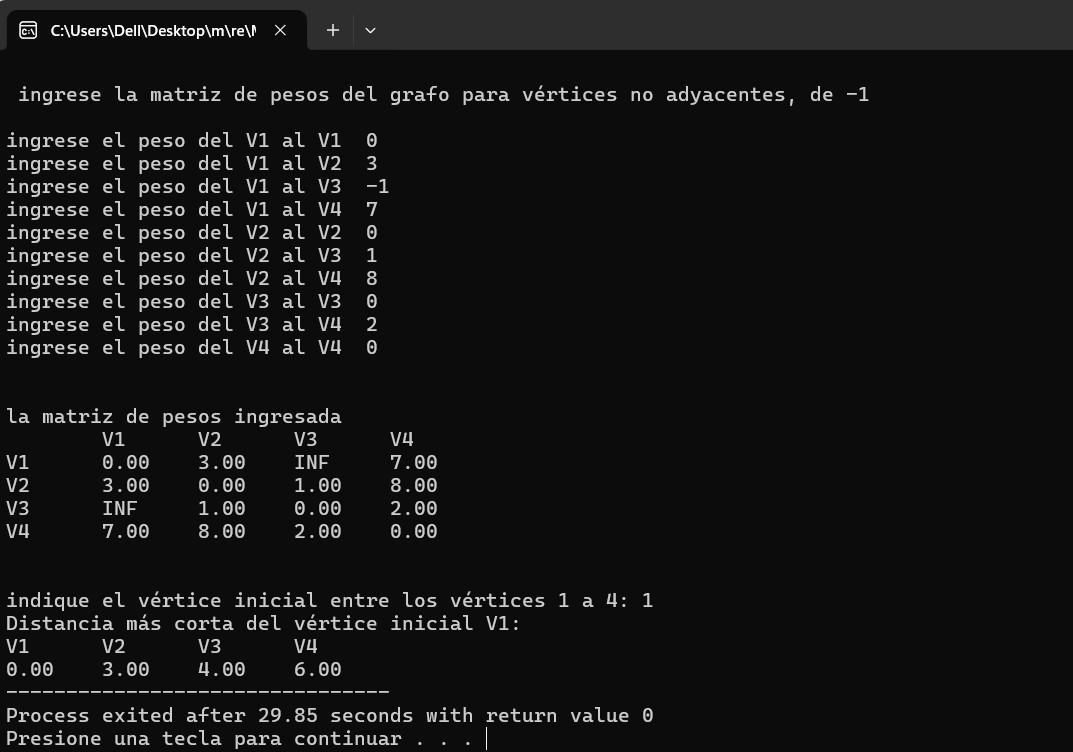 C:\Users\Dell\Desktop\m\re\
ingrese la matriz de pesos del grafo para vértices no adyacentes, de -1
ingrese el peso del V1 al V1 0
ingrese el peso del V1 al V2 3
ingrese el peso del V1 al V3 -1
ingrese el peso del V1 al V4 7
ingrese el peso del V2 al V2 0
ingrese el peso del V2 al V3 1
ingrese el peso del V2 al V4 8
ingrese el peso del V3 al V3 0
ingrese el peso del V3 al V4 2
ingrese el peso del V4 al V4 0
la matriz de pesos ingresada
V1 V2 V3 V4
V1 0.00 3.00 INF 7.00
V2 3.00 0.00 1.00 8.00
V3 INF 1.00 0.00 2.00
V4 7.00 8.00 2.00 0.00
indique el vértice inicial entre los vértices 1 a 4: 1
Distancia más corta del vértice inicial V1:
V1 V2 V3 V4
0.00 3.00 4.00 6.00
--------------------------------
Process exited after 29.85 seconds with return value 0
Presione una tecla para continuar . . .